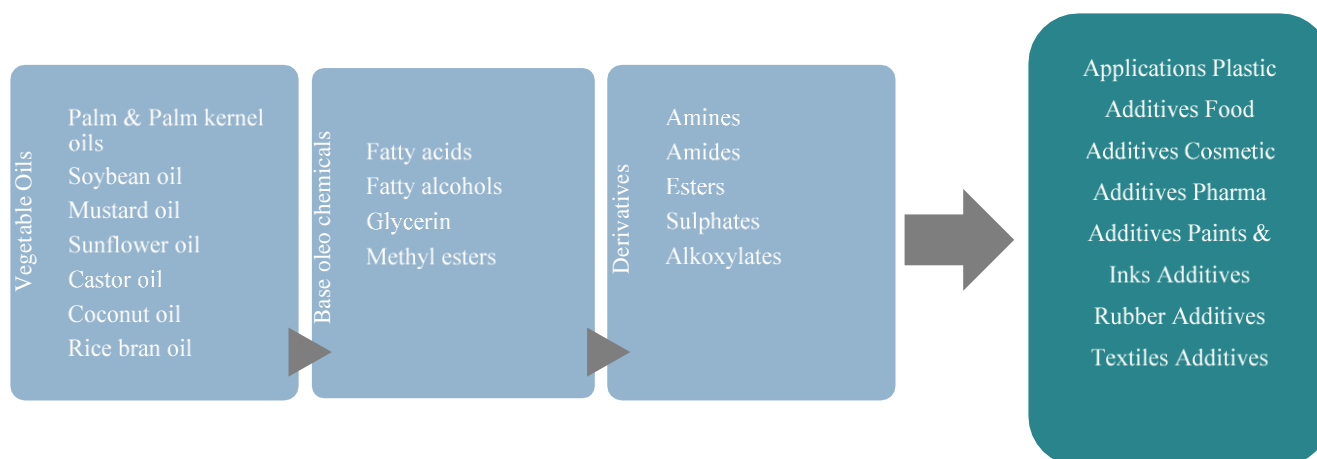 Vegetable Oils
Palm & Palm kernel
oils
Soybean oil
Mustard oil
Sunflower oil
Castor oil
Coconut oil
Rice bran oil
Base oleo chemicals
Fatty acids
Fatty alcohols
Glycerin
Methyl esters
Derivatives
Amines
Amides
Esters
Sulphates
Alkoxylates
Applications Plastic
Additives Food
Additives Cosmetic
Additives Pharma
Additives Paints &
Inks Additives
Rubber Additives
Textiles Additives